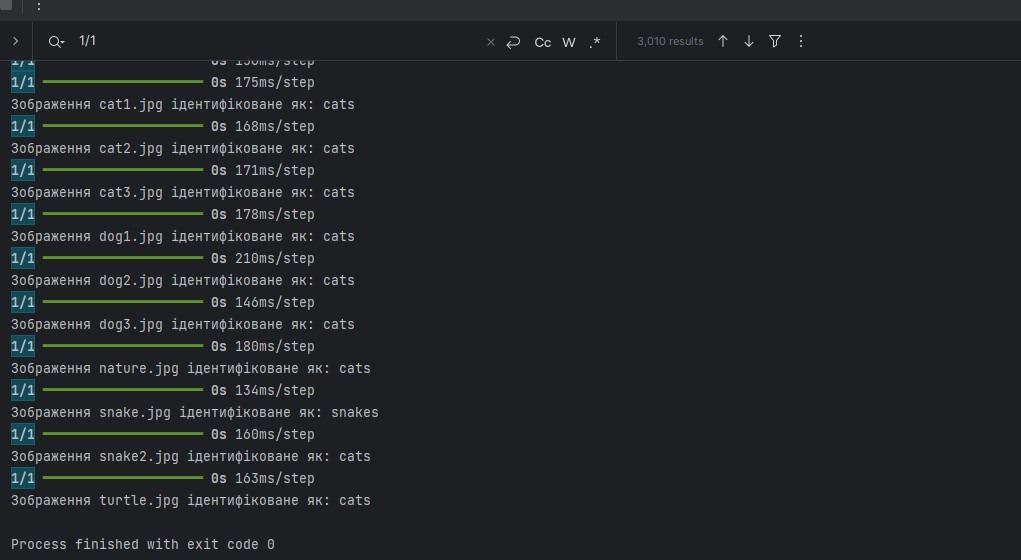 1/1
Cc W .*
3,010 results
1/1 0s 175ms/step
Зображення cat1.jpg ідентифіковане як: cats
1/1 0s 168ms/step
Зображення cat2.jpg ідентифіковане як: cats
1/1 0s 171ms/step
Зображення cat3.jpg ідентифіковане як: cats
1/1 0s 178ms/step
Зображення dog1.jpg ідентифіковане як: cats
1/1 0s 210ms/step
Зображення dog2.jpg ідентифіковане як: cats
1/1 0s 146ms/step
Зображення dog3.jpg ідентифіковане як: cats
1/1 0s 180ms/step
Зображення nature.jpg ідентифіковане як: cats
1/1 0s 134ms/step
Зображення snake.jpg ідентифіковане як: snakes
1/1 0s 160ms/step
Зображення snake2.jpg ідентифіковане як: cats
1/1 0s 163ms/step
Зображення turtle.jpg ідентифіковане як: cats
Process finished with exit code 0